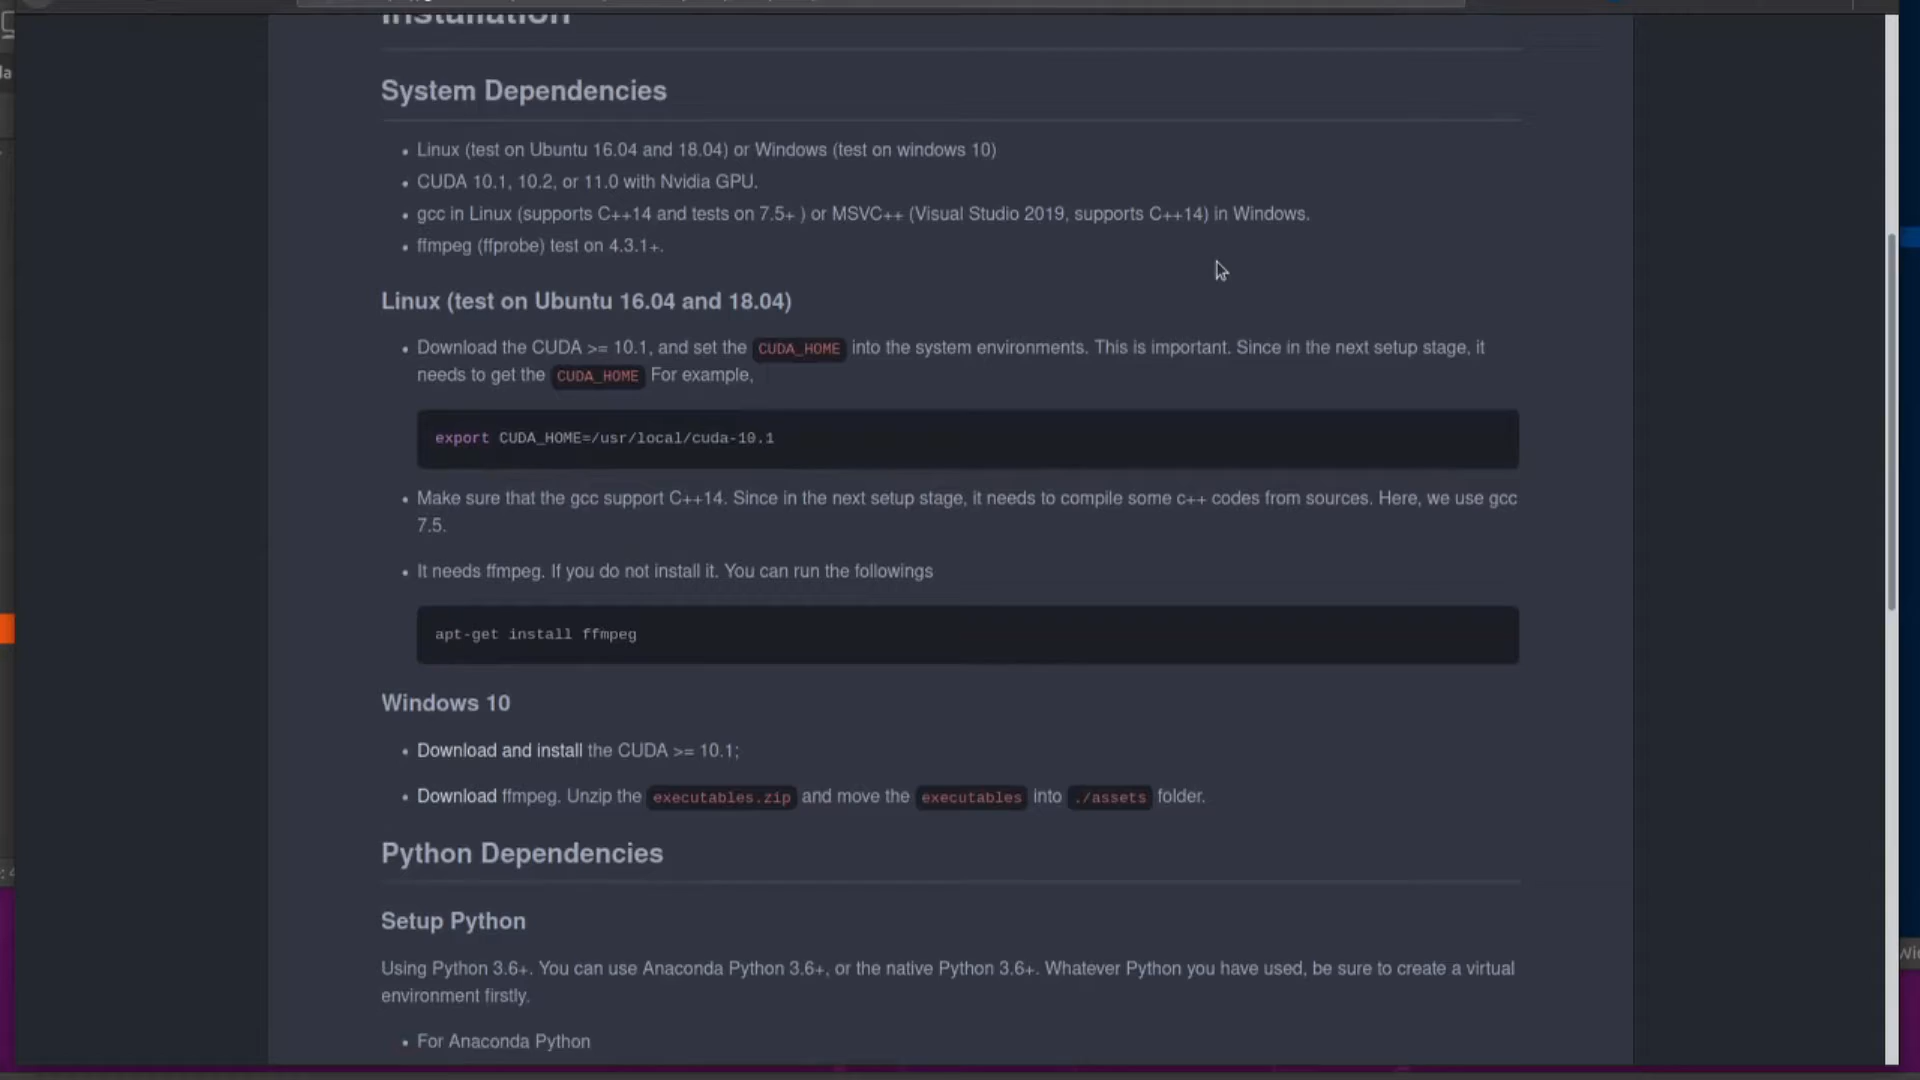 Installation
System Dependencies
• Linux (test on Ubuntu 16.04 and 18.04) or Windows (test on windows 10)
• CUDA 10.1, 10.2, or 11.0 with Nvidia GPU.
• gcc in Linux (supports C++14 and tests on 7.5+ ) or MSVC++ (Visual Studio 2019, supports C++14) in Windows.
• ffmpeg (ffprobe) test on 4.3.1+.
Linux (test on Ubuntu 16.04 and 18.04)
• Download the CUDA >= 10.1, and set the CUDA_HOME into the system environments. This is important. Since in the next setup stage, it
needs to get the CUDA_HOME For example,
export CUDA_HOME=/usr/local/cuda-10.1
• Make sure that the gcc support C++14. Since in the next setup stage, it needs to compile some c++ codes from sources. Here, we use gcc
7.5.
• It needs ffmpeg. If you do not install it. You can run the followings
apt-get install ffmpeg
Windows 10
• Download and install the CUDA >= 10.1;
• Download ffmpeg. Unzip the executables.zip and move the executables into ./assets folder.
Python Dependencies
Setup Python
Using Python 3.6+. You can use Anaconda Python 3.6+, or the native Python 3.6+. Whatever Python you have used, be sure to create a virtual
environment firstly.
• For Anaconda Python